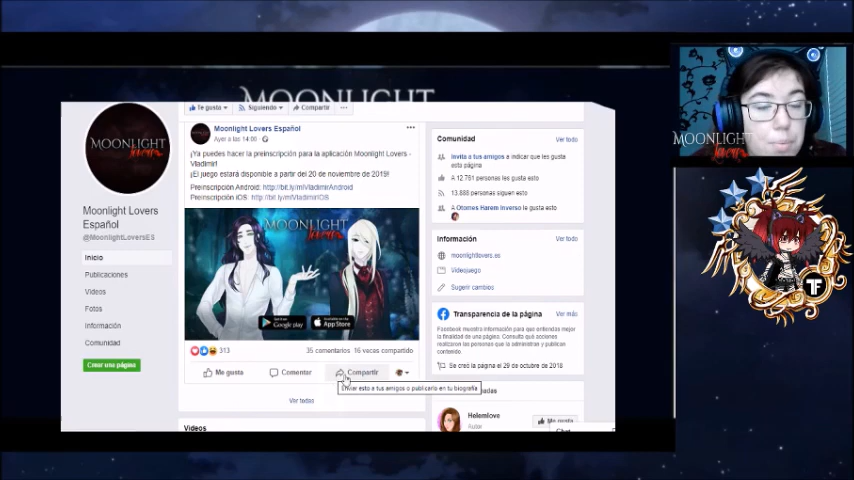 MOONLIGHT
Te gusta
Siguiendo
Compartir
Moonlight Lovers Español
Ayer a las 14:00
¡Ya puedes hacer la preinscripción para la aplicación Moonlight Lovers -
Vladimir!
¡El juego estará disponible a partir del 20 de noviembre de 2019!
Preinscripción Android: http://bit.ly/mlVladimirAndroid
Preinscripción iOS: http://bit.ly/mlVladimiriOS
MOONLIGHT
lovers
Google play
App Store
313
35 comentarios 16 veces compartido
Me gusta
Comentar
Compartir
Enviar esto a tus amigos o publicarlo en tu biografía
Ver todas
Videos
MOONLIGHT
lovers
Moonlight Lovers
Español
@MoonlightLoversES
Inicio
Publicaciones
Videos
Fotos
Información
Comunidad
Crear una página
Comunidad
Ver todo
Invita a tus amigos a indicar que les gusta
esta página
A 12.751 personas les gusta esto
13.888 personas siguen esto
A Otomes Harem Inverso le gusta esto
Información
Ver todo
moonlightlovers.es
Videojuego
Sugerir cambios
Transparencia de la página
Ver más
Facebook muestra información para que entiendas mejor
la finalidad de una página. Consulta qué acciones
realizaron las personas que la administran y publican
contenido.
Se creó la página el 29 de octubre de 2018
Helemlove
Autor
Me gusta
Chat
MOONLIGHT
lovers
TF